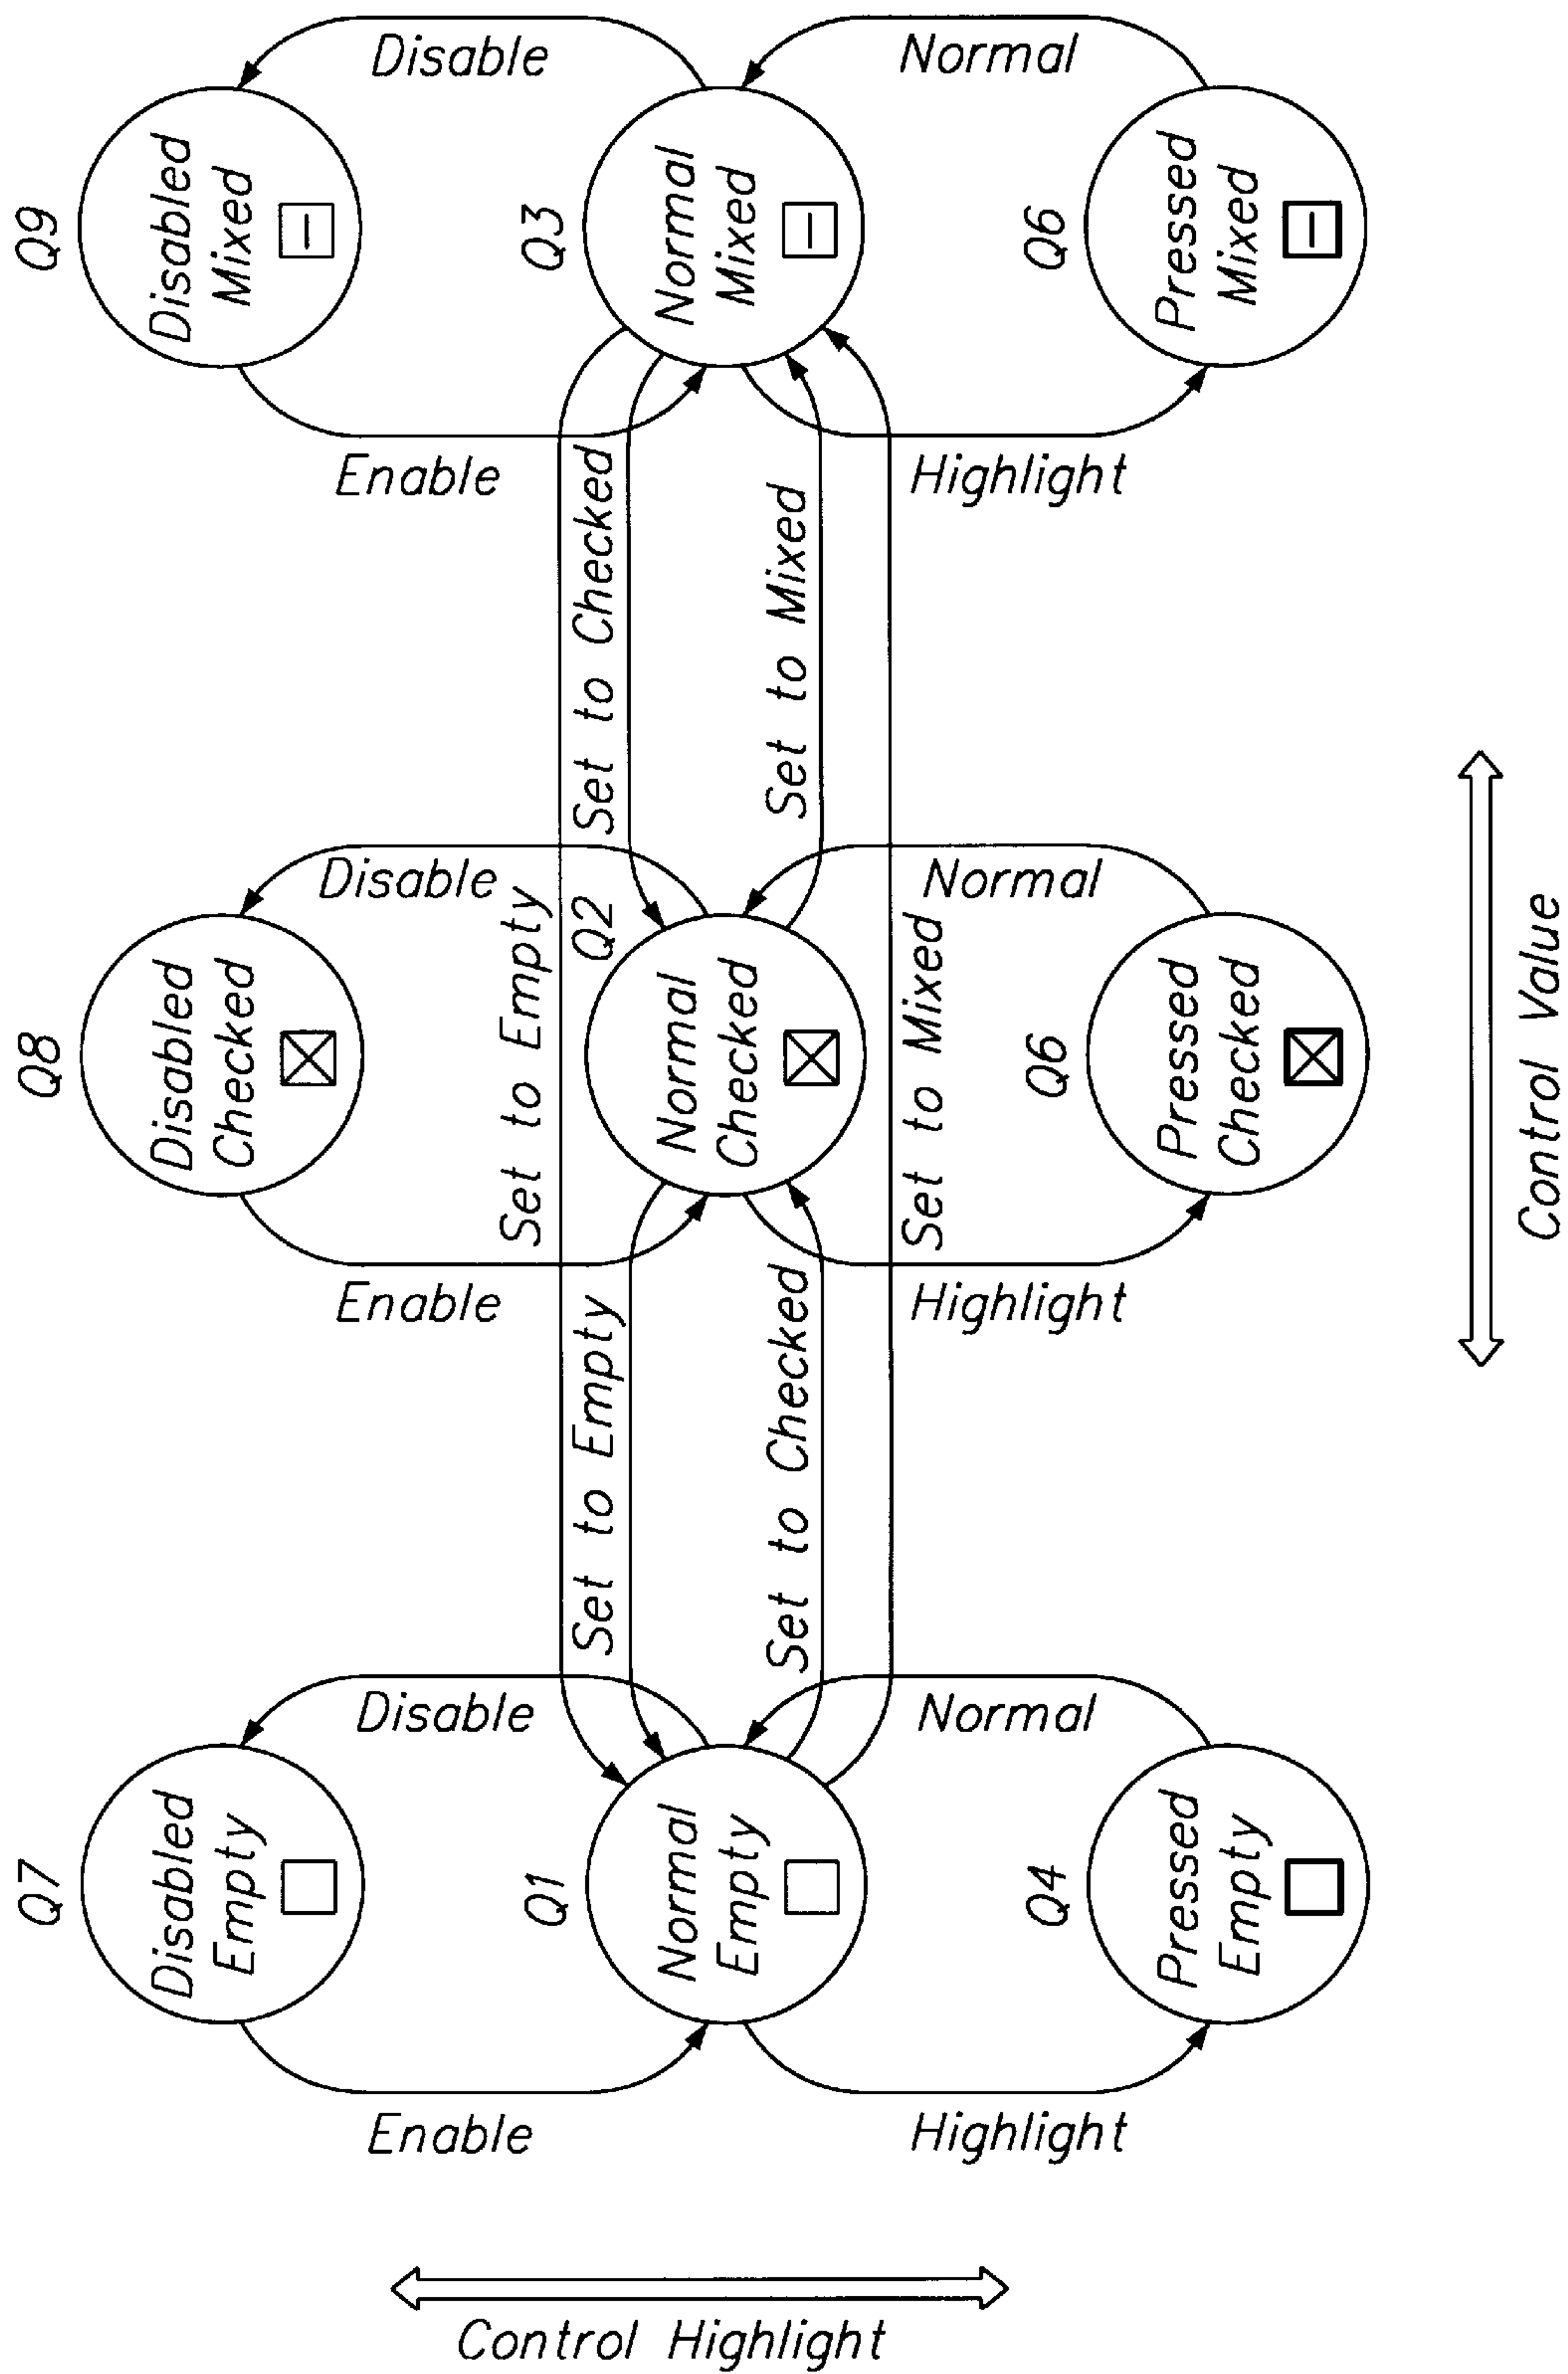 Q7
Q8
Q9
Disabled
Empty
Disabled
Checked
Disabled
Mixed
Enable
Disable
Enable
Disable
Enable
Disable
Set to Empty
Q1
Set to Empty
Q2
Set to Checked
Q3
Normal
Empty
Normal
Checked
Normal
Mixed
Set to Checked
Set to Mixed
Set to Mixed
Control Highlight
Highlight
Normal
Highlight
Normal
Highlight
Normal
Q4
Q6
Q6
Pressed
Empty
Pressed
Checked
Pressed
Mixed
Control Value